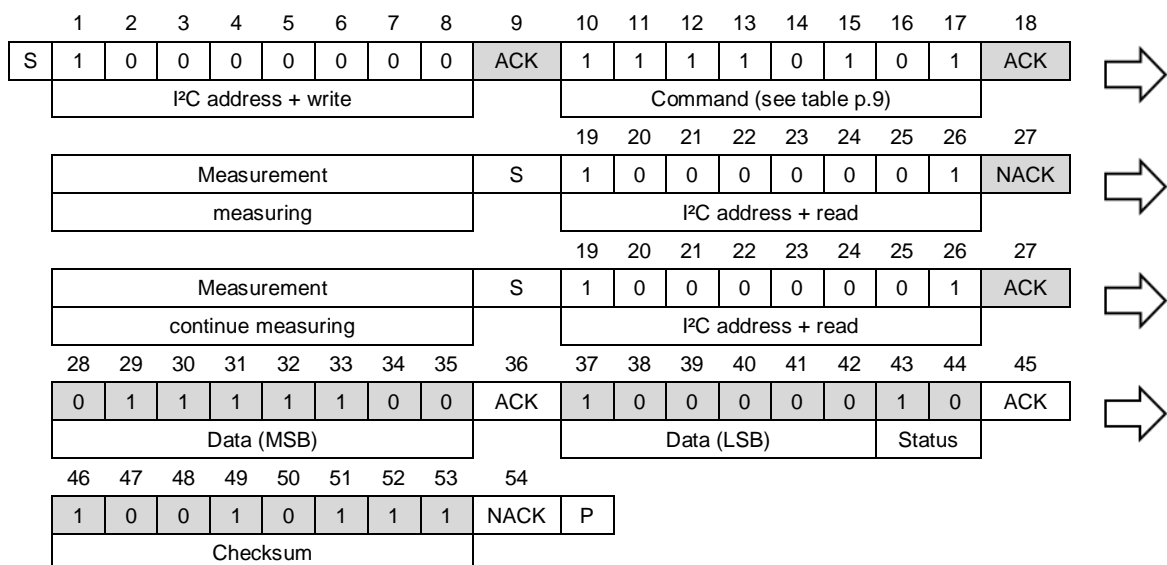 1 2 3 4 5 6 7 8 9 10 11 12 13 14 15 16 17 18
S 1 0 0 0 0 0 0 0 ACK 1 1 1 1 0 1 0 1 ACK
I²C address + write Command (see table p.9)
19 20 21 22 23 24 25 26 27
Measurement S 1 0 0 0 0 0 0 1 NACK
measuring I²C address + read
19 20 21 22 23 24 25 26 27
Measurement S 1 0 0 0 0 0 0 1 ACK
continue measuring I²C address + read
28 29 30 31 32 33 34 35 36 37 38 39 40 41 42 43 44 45
0 1 1 1 1 1 0 0 ACK 1 0 0 0 0 0 1 0 ACK
Data (MSB) Data (LSB) Status
46 47 48 49 50 51 52 53 54
1 0 0 1 0 1 1 1 NACK P
Checksum